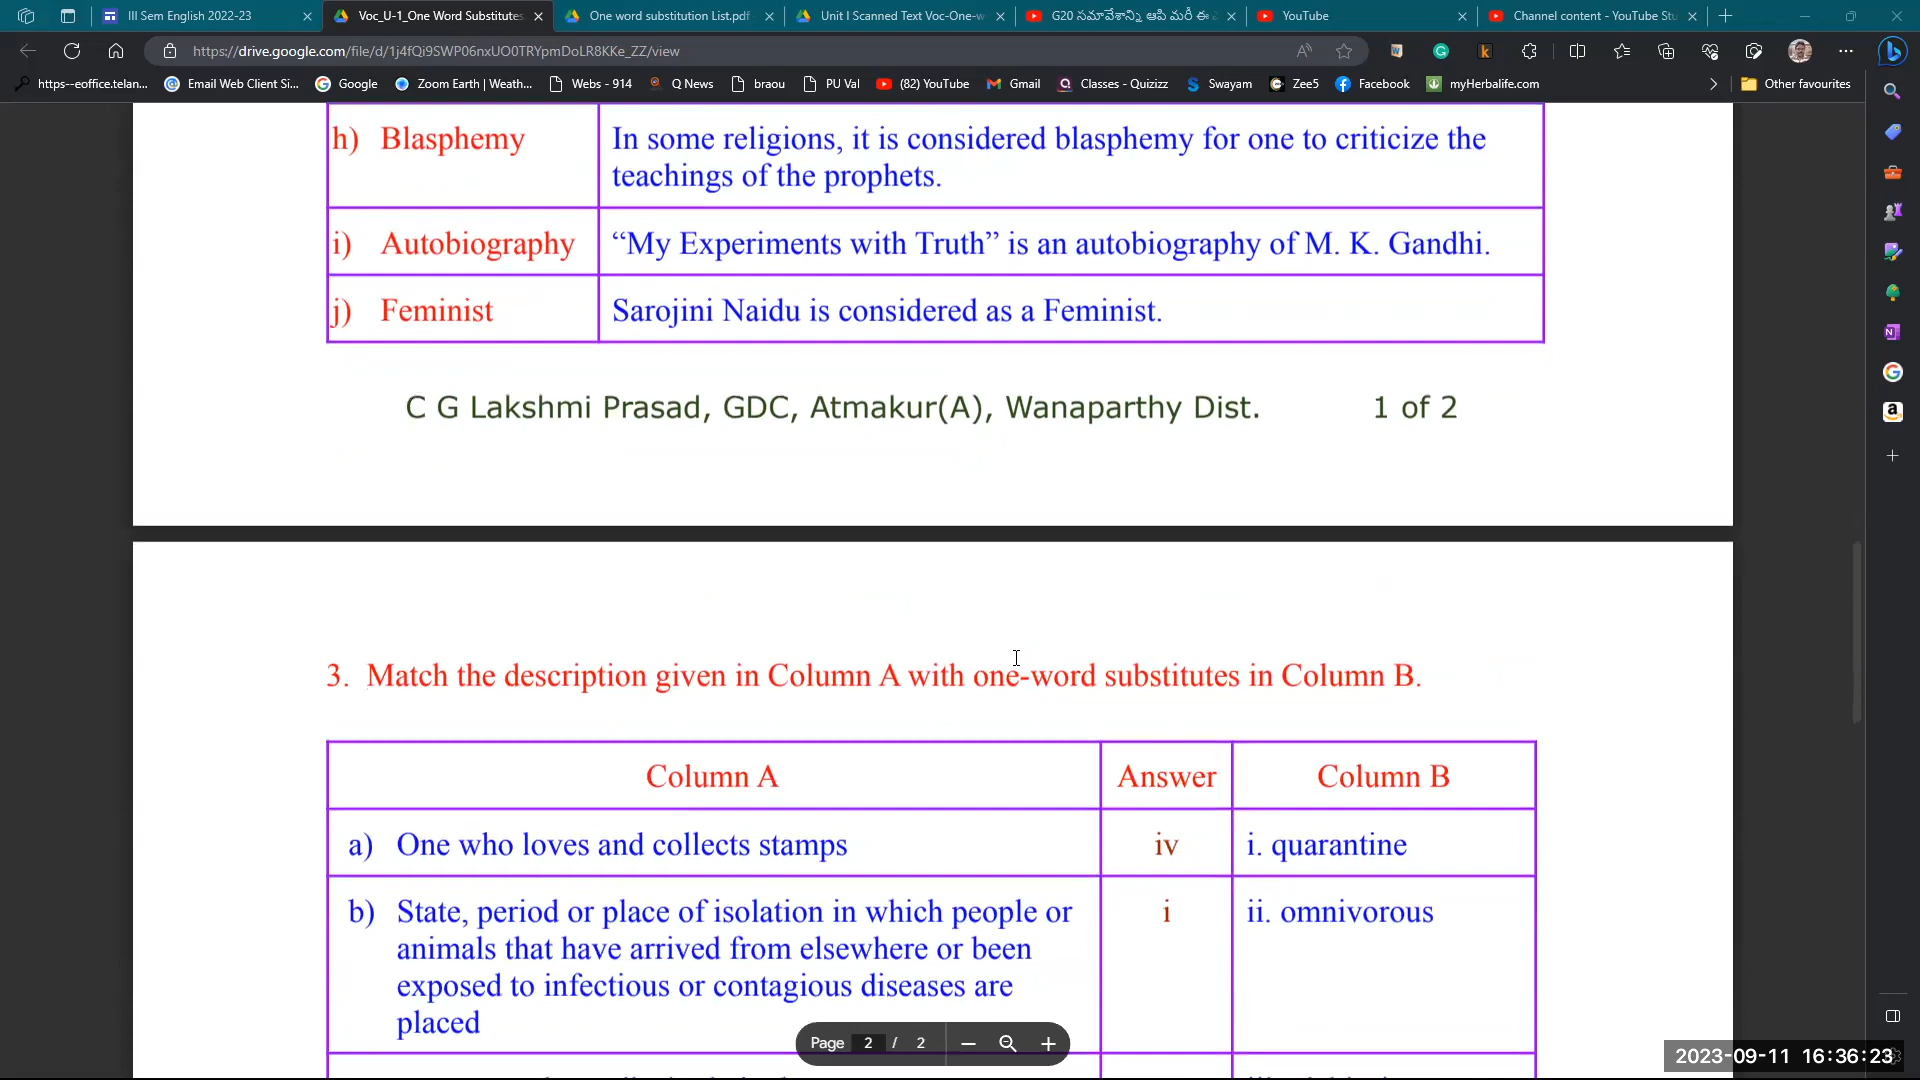 III Sem English 2022-23
Voc_U-1_One Word Substitutes
One word substitution List.pdf
Unit I Scanned Text Voc-One-w
G20 సమావేశాన్ని ఆపి మరీ ఈ
YouTube
Channel content - YouTube Stu
https://drive.google.com/file/d/1j4fQi9SWP06nxUO0TRYpmDoLR8KKe_ZZ/view
https--eoffice.telan...
Email Web Client Si...
Google
Zoom Earth | Weath...
Webs - 914
Q News
braou
PU Val
(82) YouTube
Gmail
Classes - Quizizz
Swayam
Zee5
Facebook
myHerbalife.com
Other favourites
h) Blasphemy
In some religions, it is considered blasphemy for one to criticize the
teachings of the prophets.
i) Autobiography
“My Experiments with Truth” is an autobiography of M. K. Gandhi.
j) Feminist
Sarojini Naidu is considered as a Feminist.
C G Lakshmi Prasad, GDC, Atmakur(A), Wanaparthy Dist.
1 of 2
3. Match the description given in Column A with one-word substitutes in Column B.
Column A
Answer
Column B
a) One who loves and collects stamps
iv
i. quarantine
b) State, period or place of isolation in which people or
animals that have arrived from elsewhere or been
exposed to infectious or contagious diseases are
placed
i
ii. omnivorous
Page 2 / 2
2023-09-11 16:36:23